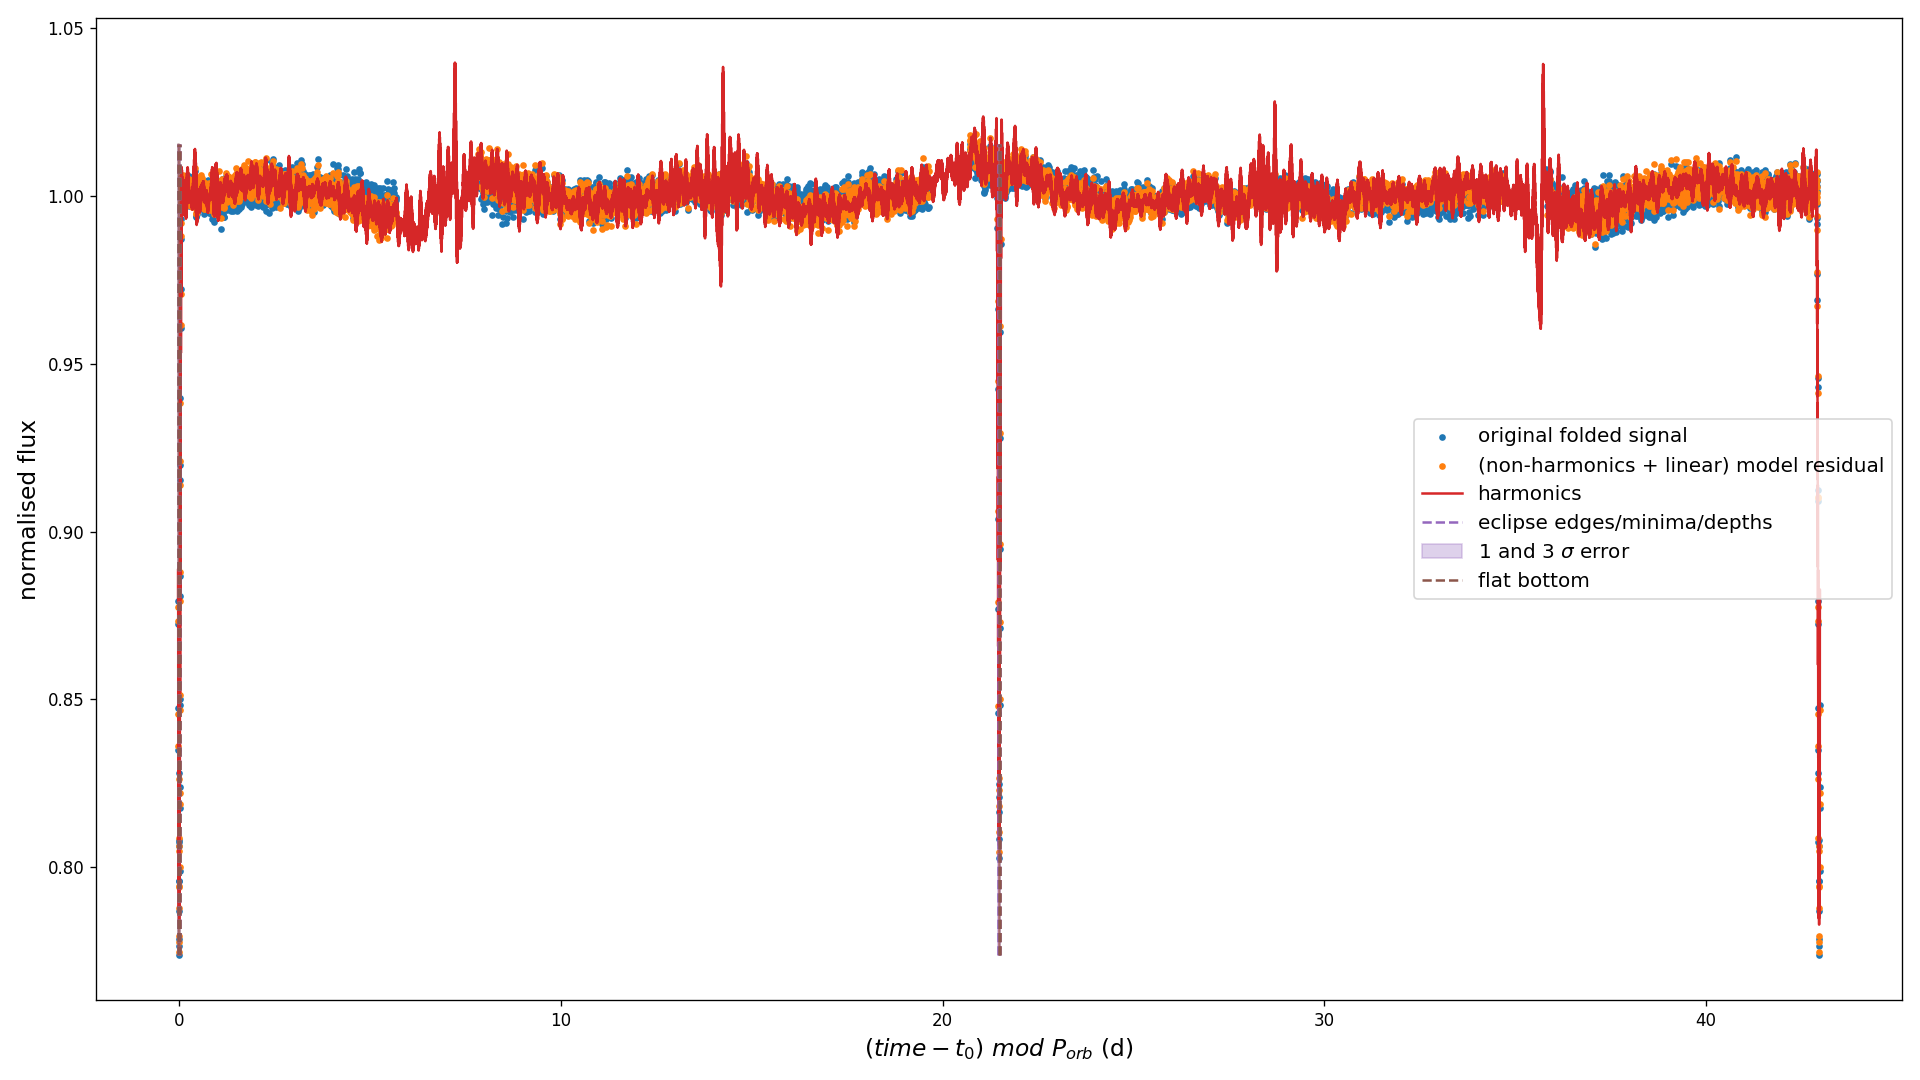 1.05
1.00
0.95
0.90
0.85
0.80
normalised flux
original folded signal
(non-harmonics + linear) model residual
harmonics
eclipse edges/minima/depths
1 and 3 σ error
flat bottom
0 10 20 30 40
(time − t₀) mod P_orb (d)